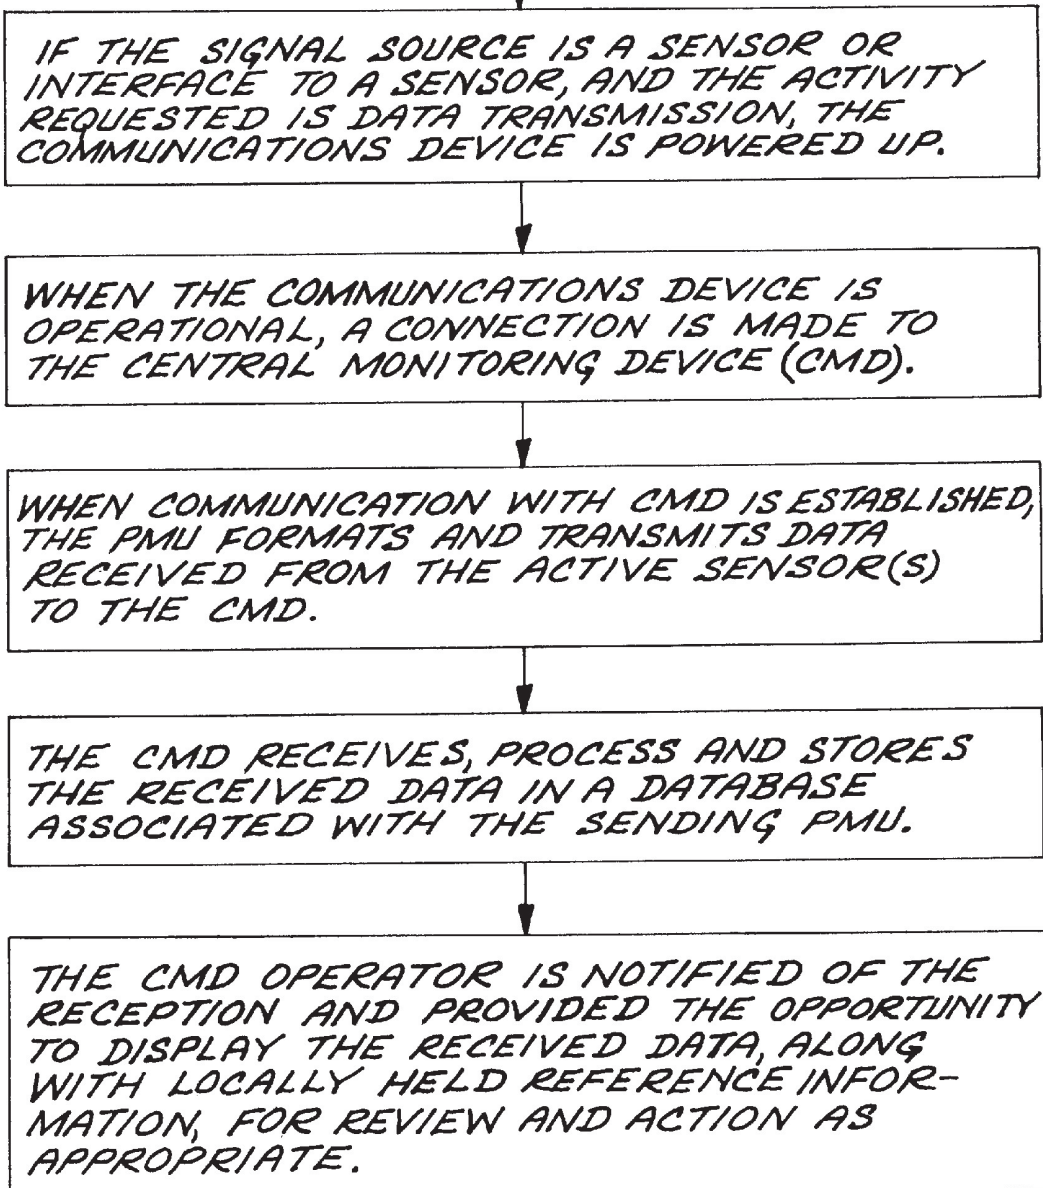 IF THE SIGNAL SOURCE IS A SENSOR OR
INTERFACE TO A SENSOR, AND THE ACTIVITY
REQUESTED IS DATA TRANSMISSION, THE
COMMUNICATIONS DEVICE IS POWERED UP.
WHEN THE COMMUNICATIONS DEVICE IS
OPERATIONAL, A CONNECTION IS MADE TO
THE CENTRAL MONITORING DEVICE (CMD).
WHEN COMMUNICATION WITH CMD IS ESTABLISHED,
THE PMU FORMATS AND TRANSMITS DATA
RECEIVED FROM THE ACTIVE SENSOR(S)
TO THE CMD.
THE CMD RECEIVES, PROCESS AND STORES
THE RECEIVED DATA IN A DATABASE
ASSOCIATED WITH THE SENDING PMU.
THE CMD OPERATOR IS NOTIFIED OF THE
RECEPTION AND PROVIDED THE OPPORTUNITY
TO DISPLAY THE RECEIVED DATA, ALONG
WITH LOCALLY HELD REFERENCE INFOR-
MATION, FOR REVIEW AND ACTION AS
APPROPRIATE.